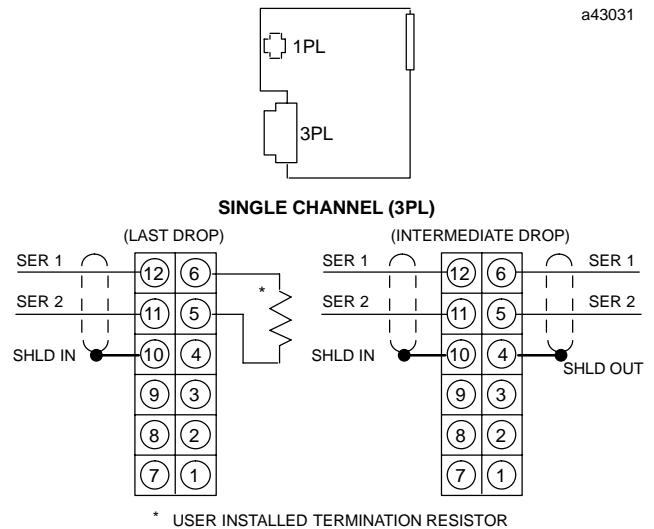 a43031
1PL
3PL
SINGLE CHANNEL (3PL)
(LAST DROP) (INTERMEDIATE DROP)
SER 1 12 6 * SER 1 12 6 SER 1
SER 2 11 5 SER 2 11 5 SER 2
SHLD IN 10 4 SHLD IN 10 4 SHLD OUT
9 3 9 3
8 2 8 2
7 1 7 1
* USER INSTALLED TERMINATION RESISTOR